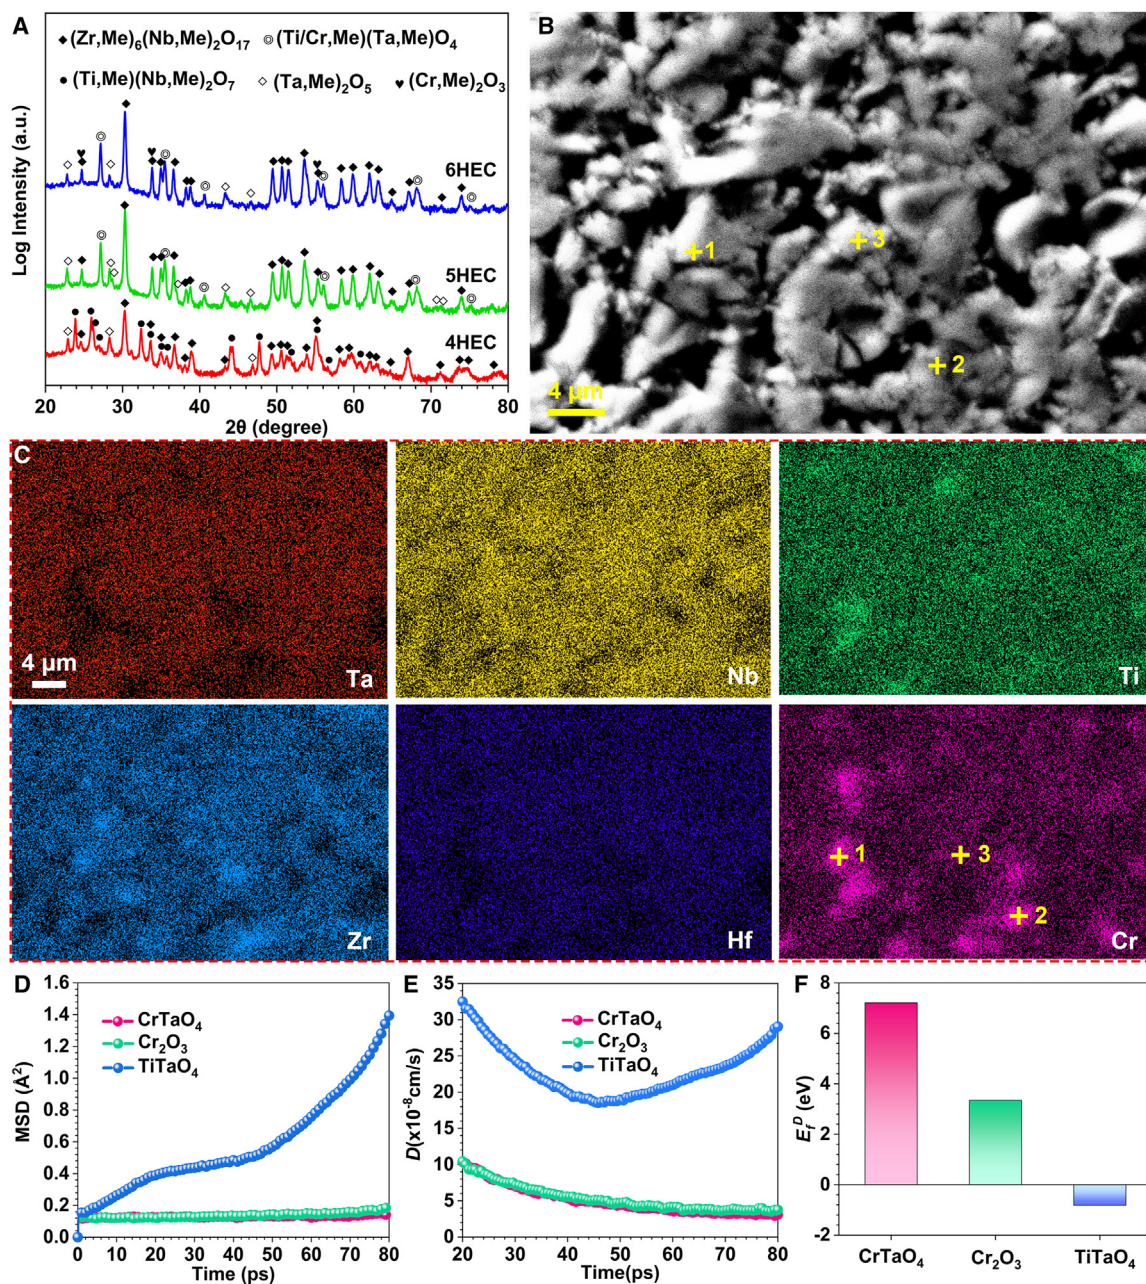 A
◆ (Zr,Me)₆(Nb,Me)₂O₁₇ ◎ (Ti/Cr,Me)(Ta,Me)O₄
● (Ti,Me)(Nb,Me)₂O₇ ◇ (Ta,Me)₂O₅ ♥ (Cr,Me)₂O₃
6HEC
5HEC
4HEC
Log Intensity (a.u.)
20 30 40 50 60 70 80
2θ (degree)
B
1
3
2
4 µm
C
4 µm
Ta
Nb
Ti
Zr
Hf
1
3
2
Cr
D
CrTaO₄
Cr₂O₃
TiTaO₄
MSD (Å²)
1.6
1.4
1.2
1.0
0.8
0.6
0.4
0.2
0.0
0 10 20 30 40 50 60 70 80
Time (ps)
E
CrTaO₄
Cr₂O₃
TiTaO₄
D(x10⁻⁸cm/s)
35
30
25
20
15
10
5
0
20 30 40 50 60 70 80
Time(ps)
F
E_f^D (eV)
8
6
4
2
0
-2
CrTaO₄ Cr₂O₃ TiTaO₄